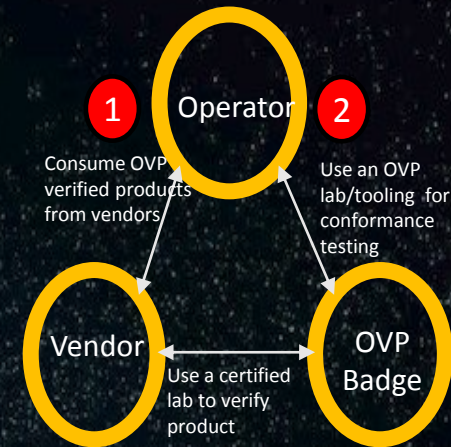 Operator
1
2
Consume OVP
verified products
from vendors
Use an OVP
lab/tooling for
conformance
testing
Vendor
OVP
Badge
Use a certified
lab to verify
product